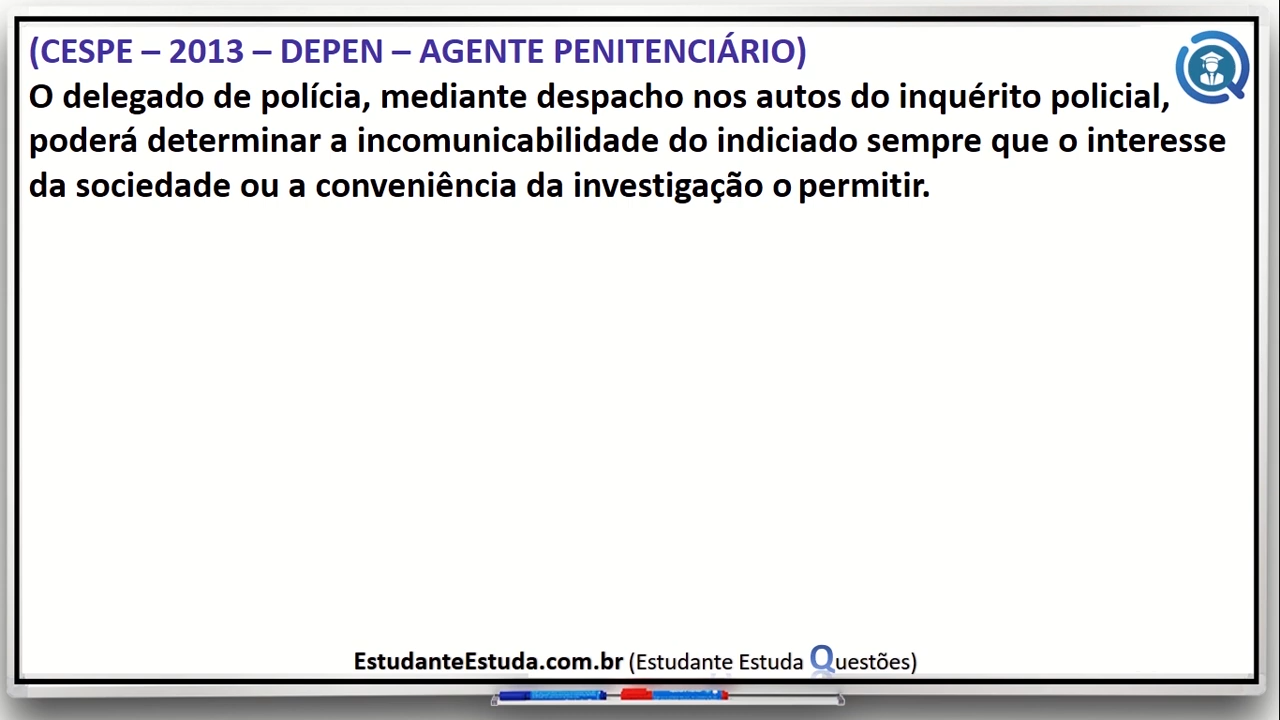 (CESPE – 2013 – DEPEN – AGENTE PENITENCIÁRIO)
O delegado de polícia, mediante despacho nos autos do inquérito policial,
poderá determinar a incomunicabilidade do indiciado sempre que o interesse
da sociedade ou a conveniência da investigação o permitir.
EstudanteEstuda.com.br (Estudante Estuda Questões)